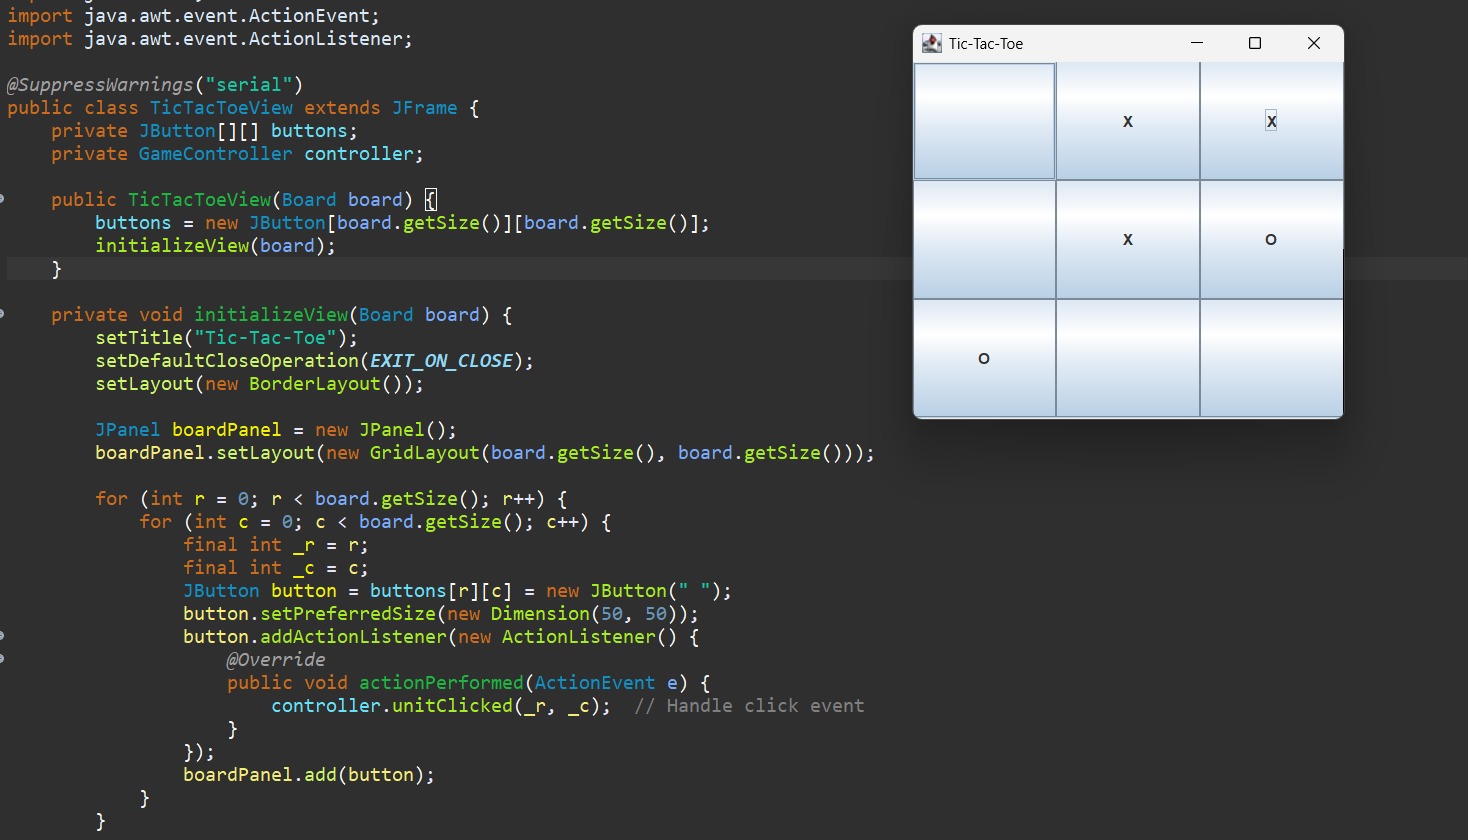 import java.awt.event.ActionEvent;
import java.awt.event.ActionListener;
@SuppressWarnings("serial")
public class TicTacToeView extends JFrame {
    private JButton[][] buttons;
    private GameController controller;
    public TicTacToeView(Board board) {
        buttons = new JButton[board.getSize()][board.getSize()];
        initializeView(board);
    }
    private void initializeView(Board board) {
        setTitle("Tic-Tac-Toe");
        setDefaultCloseOperation(EXIT_ON_CLOSE);
        setLayout(new BorderLayout());
        JPanel boardPanel = new JPanel();
        boardPanel.setLayout(new GridLayout(board.getSize(), board.getSize()));
        for (int r = 0; r < board.getSize(); r++) {
            for (int c = 0; c < board.getSize(); c++) {
                final int _r = r;
                final int _c = c;
                JButton button = buttons[r][c] = new JButton(" ");
                button.setPreferredSize(new Dimension(50, 50));
                button.addActionListener(new ActionListener() {
                    @Override
                    public void actionPerformed(ActionEvent e) {
                        controller.unitClicked(_r, _c);  // Handle click event
                    }
                });
                boardPanel.add(button);
            }
        }
Tic-Tac-Toe
X X
X O
O